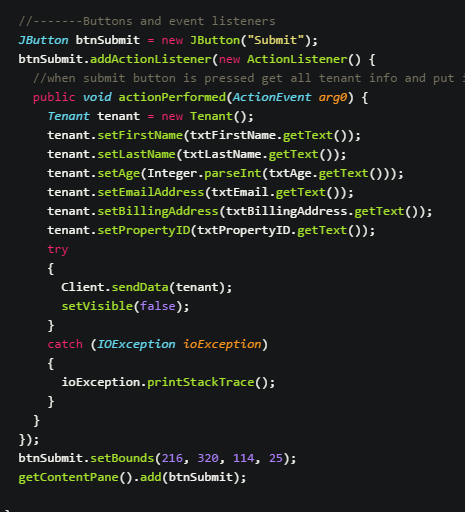 //-------Buttons and event listeners
JButton btnSubmit = new JButton("Submit");
btnSubmit.addActionListener(new ActionListener() {
//when submit button is pressed get all tenant info and put
public void actionPerformed(ActionEvent arg0) {
Tenant tenant = new Tenant();
tenant.setFirstName(txtFirstName.getText());
tenant.setLastName(txtLastName.getText());
tenant.setAge(Integer.parseInt(txtAge.getText()));
tenant.setEmailAddress(txtEmail.getText());
tenant.setBillingAddress(txtBillingAddress.getText());
tenant.setPropertyID(txtPropertyID.getText());
try
{
Client.sendData(tenant);
setVisible(false);
}
catch (IOException ioException)
{
ioException.printStackTrace();
}
}
});
btnSubmit.setBounds(216, 320, 114, 25);
getContentPane().add(btnSubmit);